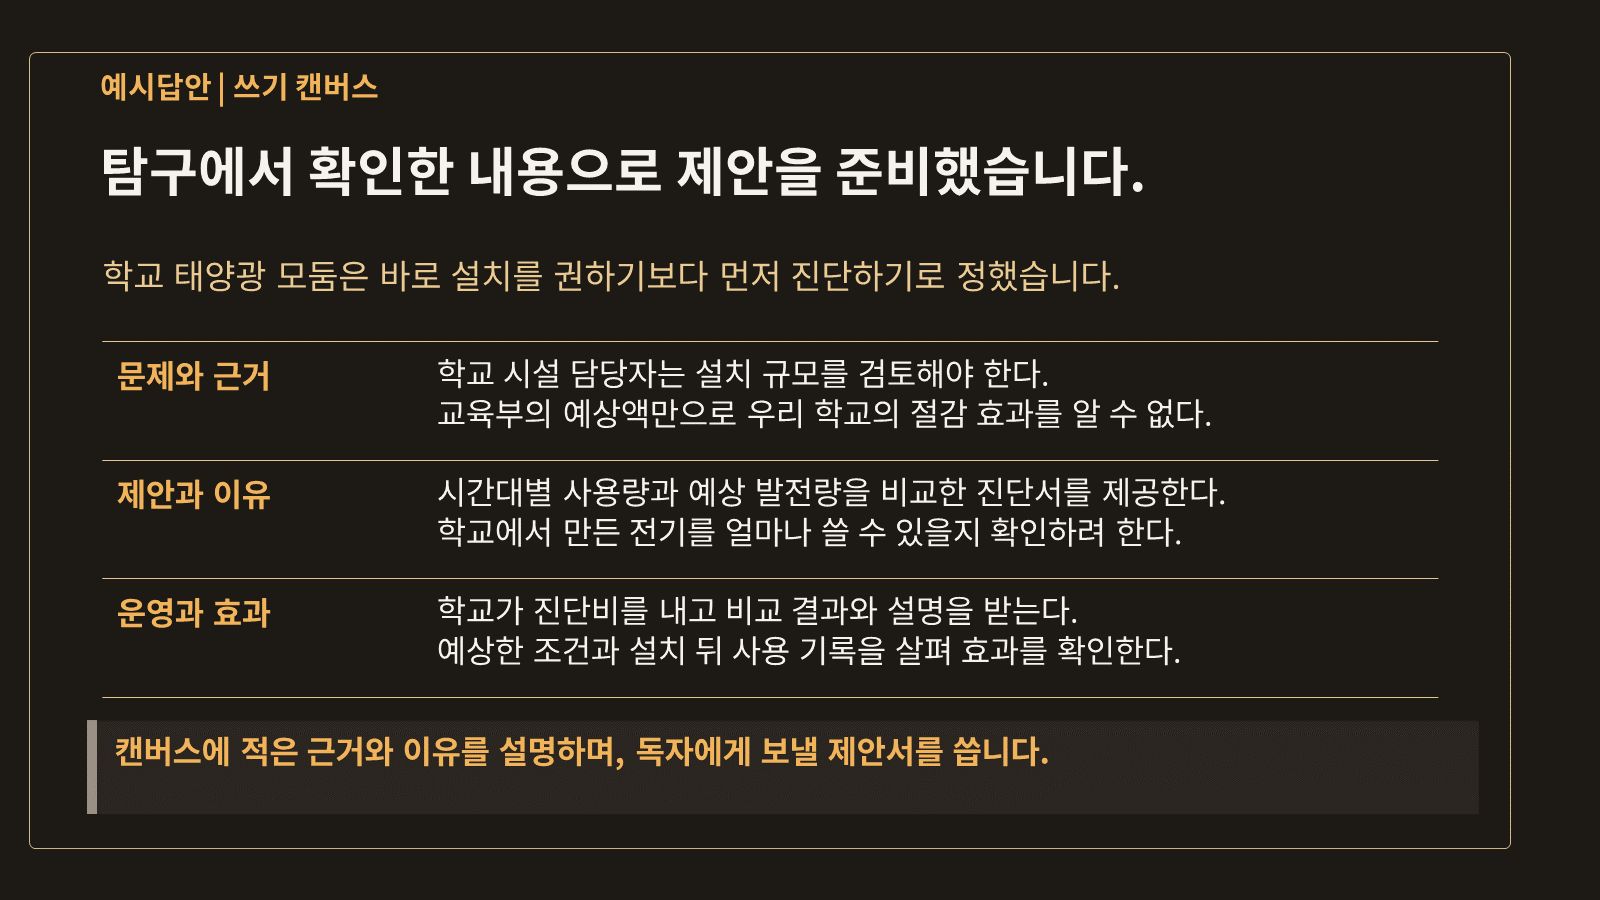 예시답안 | 쓰기 캔버스
탐구에서 확인한 내용으로 제안을 준비했습니다.
학교 태양광 모둠은 바로 설치를 권하기보다 먼저 진단하기로 정했습니다.
문제와 근거
학교 시설 담당자는 설치 규모를 검토해야 한다.
교육부의 예상액만으로 우리 학교의 절감 효과를 알 수 없다.
제안과 이유
시간대별 사용량과 예상 발전량을 비교한 진단서를 제공한다.
학교에서 만든 전기를 얼마나 쓸 수 있을지 확인하려 한다.
운영과 효과
학교가 진단비를 내고 비교 결과와 설명을 받는다.
예상한 조건과 설치 뒤 사용 기록을 살펴 효과를 확인한다.
캔버스에 적은 근거와 이유를 설명하며, 독자에게 보낼 제안서를 씁니다.